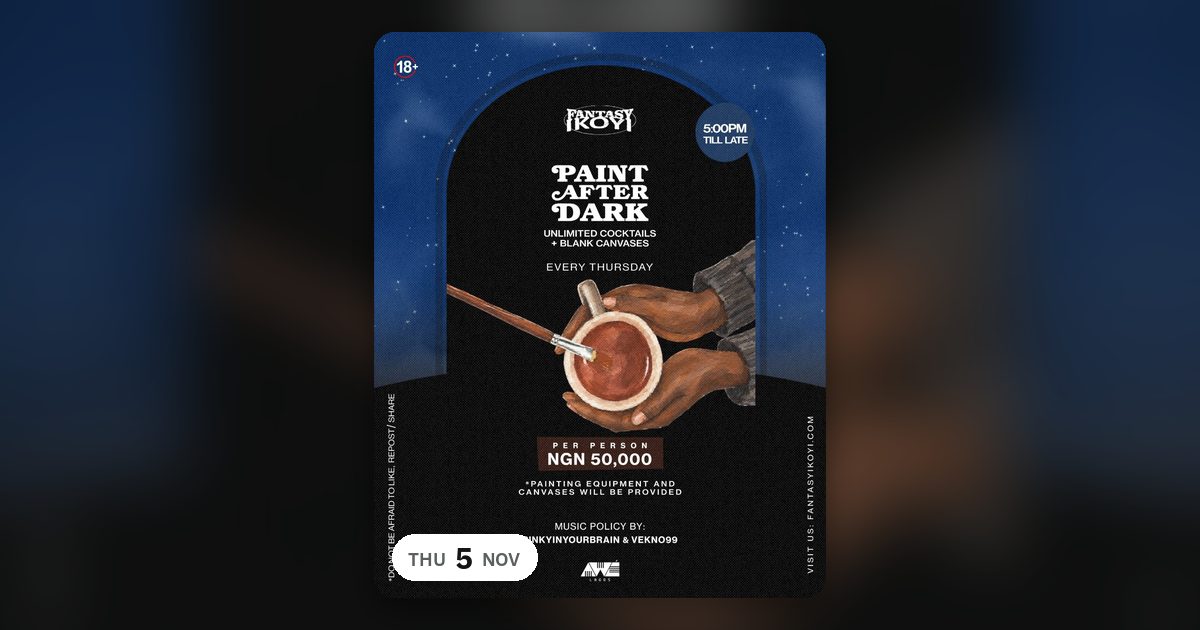 18+
FANTASY
IKOYI
5:00PM
TILL LATE
PAINT
AFTER
DARK
UNLIMITED COCKTAILS
+ BLANK CANVASES
EVERY THURSDAY
PER PERSON
NGN 50,000
*PAINTING EQUIPMENT AND
CANVASES WILL BE PROVIDED
MUSIC POLICY BY:
& VEKNO99
AWÉ
LAGOS
*DO NOT BE AFRAID TO LIKE, REPOST/ SHARE
VISIT US: FANTASYIKOYI.COM
THU 5 NOV